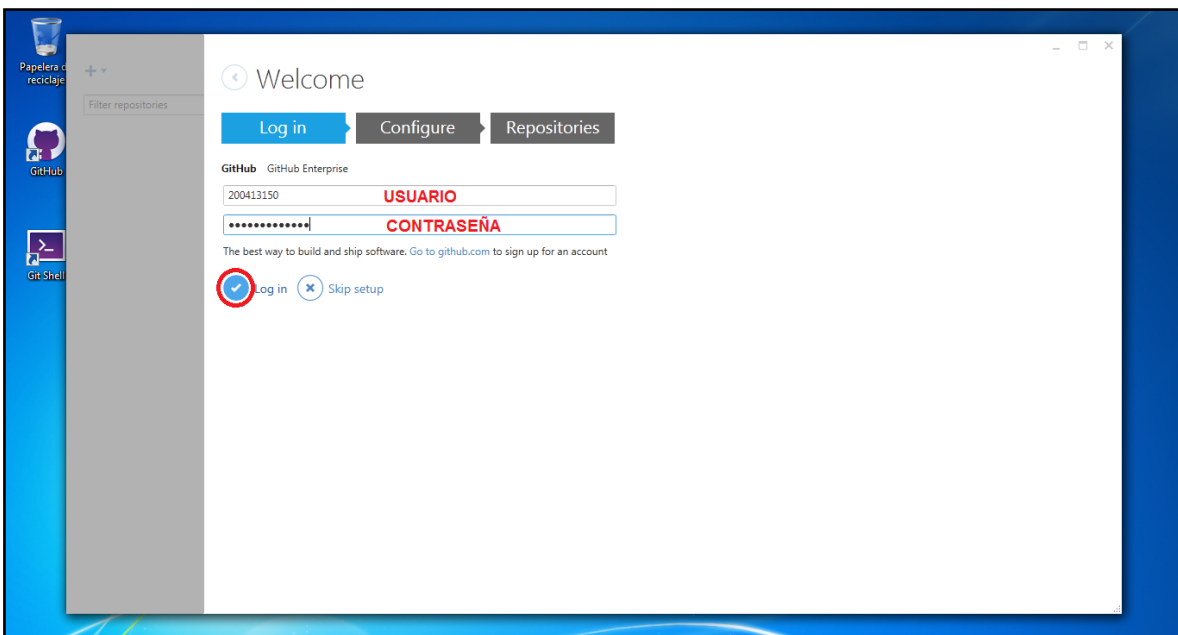 Papelera d
reciclaje
GitHub
Git Shell
Filter repositories
Welcome
Log in Configure Repositories
GitHub GitHub Enterprise
200413150 USUARIO
••••••••••••• CONTRASEÑA
The best way to build and ship software. Go to github.com to sign up for an account
Log in Skip setup